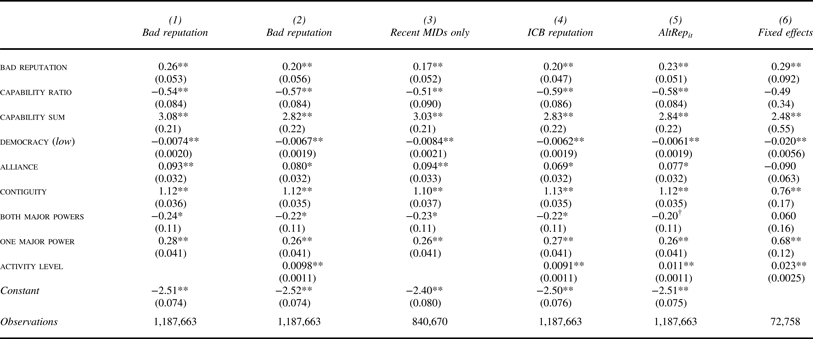 (1) (2) (3) (4) (5) (6)
Bad reputation Bad reputation Recent MIDs only ICB reputation AltRepit Fixed effects
BAD REPUTATION 0.26** 0.20** 0.17** 0.20** 0.23** 0.29**
(0.053) (0.056) (0.052) (0.047) (0.051) (0.092)
CAPABILITY RATIO −0.54** −0.57** −0.51** −0.59** −0.58** −0.49
(0.084) (0.084) (0.090) (0.086) (0.084) (0.34)
CAPABILITY SUM 3.08** 2.82** 3.03** 2.83** 2.84** 2.48**
(0.21) (0.22) (0.21) (0.22) (0.22) (0.55)
DEMOCRACY (low) −0.0074** −0.0067** −0.0084** −0.0062** −0.0061** −0.020**
(0.0020) (0.0019) (0.0021) (0.0019) (0.0019) (0.0056)
ALLIANCE 0.093** 0.080* 0.094** 0.069* 0.077* −0.090
(0.032) (0.032) (0.033) (0.032) (0.032) (0.063)
CONTIGUITY 1.12** 1.12** 1.10** 1.13** 1.12** 0.76**
(0.036) (0.035) (0.037) (0.035) (0.035) (0.17)
BOTH MAJOR POWERS −0.24* −0.22* −0.23* −0.22* −0.20† 0.060
(0.11) (0.11) (0.11) (0.11) (0.11) (0.16)
ONE MAJOR POWER 0.28** 0.26** 0.26** 0.27** 0.26** 0.68**
(0.041) (0.041) (0.041) (0.041) (0.041) (0.12)
ACTIVITY LEVEL 0.0098** 0.0091** 0.011** 0.023**
(0.0011) (0.0011) (0.0011) (0.0025)
Constant −2.51** −2.52** −2.40** −2.50** −2.51**
(0.074) (0.074) (0.080) (0.076) (0.075)
Observations 1,187,663 1,187,663 840,670 1,187,663 1,187,663 72,758